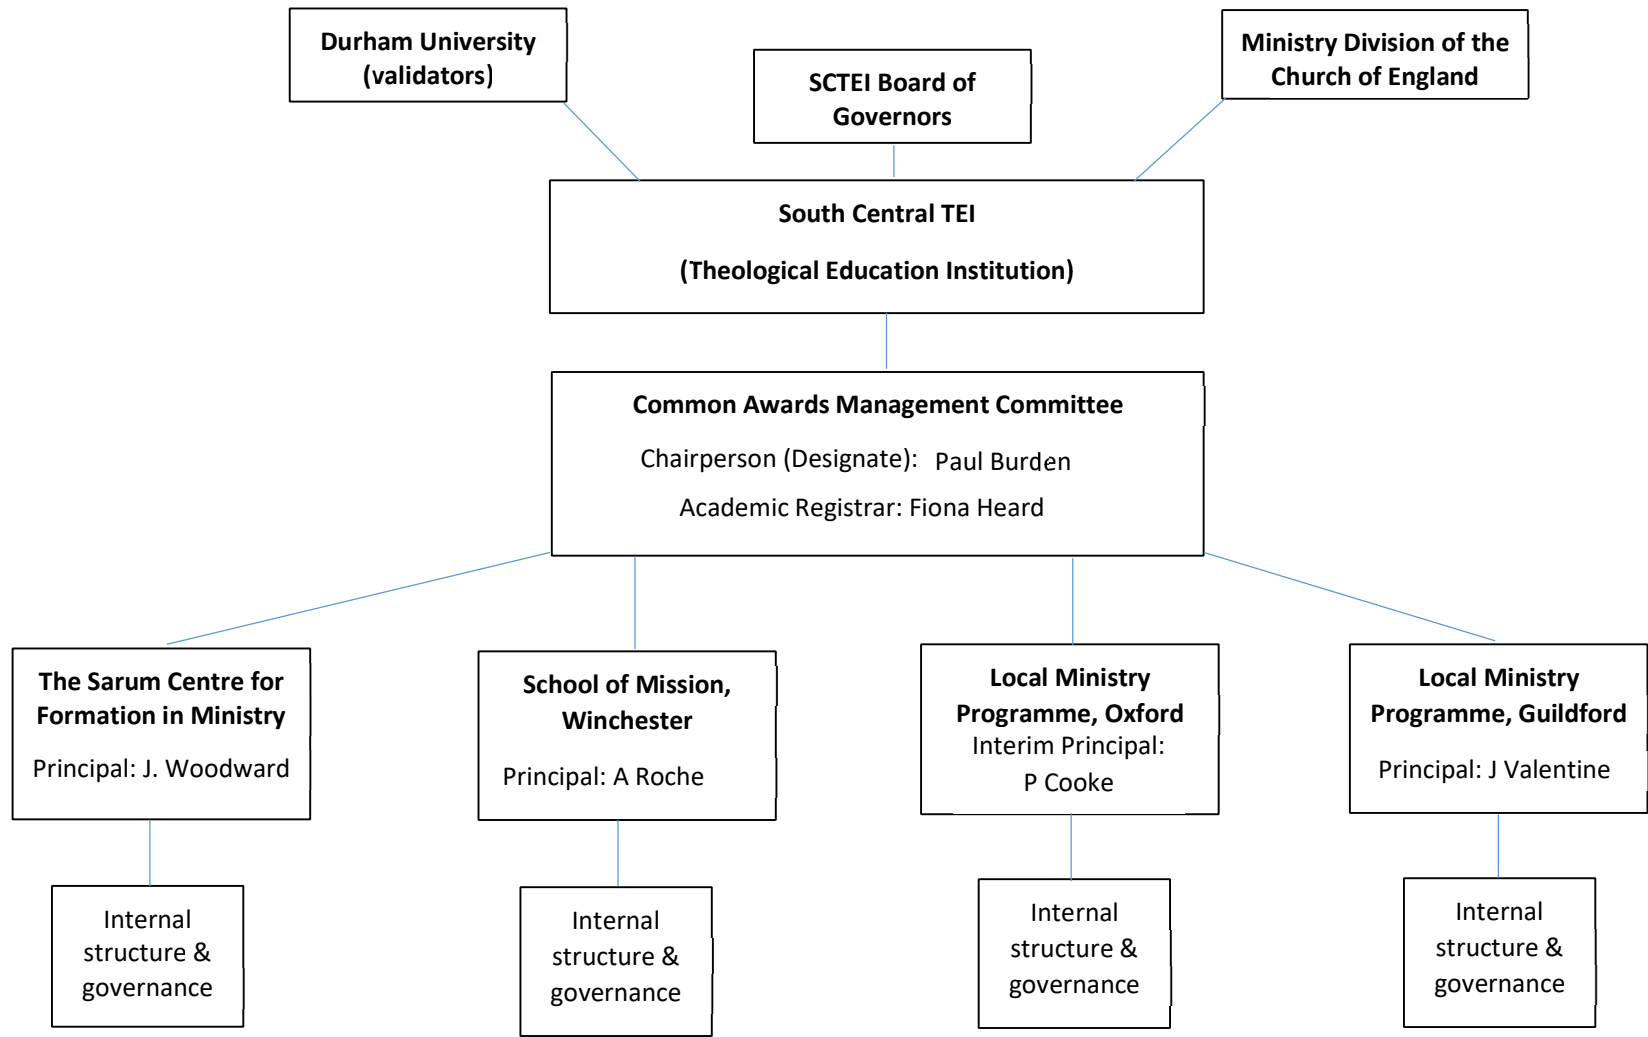 Durham University
(validators)
SCTEI Board of
Governors
Ministry Division of the
Church of England
South Central TEI
(Theological Education Institution)
Common Awards Management Committee
Chairperson (Designate): Paul Burden
Academic Registrar: Fiona Heard
The Sarum Centre for
Formation in Ministry
Principal: J. Woodward
School of Mission,
Winchester
Principal: A Roche
Local Ministry
Programme, Oxford
Interim Principal:
P Cooke
Local Ministry
Programme, Guildford
Principal: J Valentine
Internal
structure &
governance
Internal
structure &
governance
Internal
structure &
governance
Internal
structure &
governance